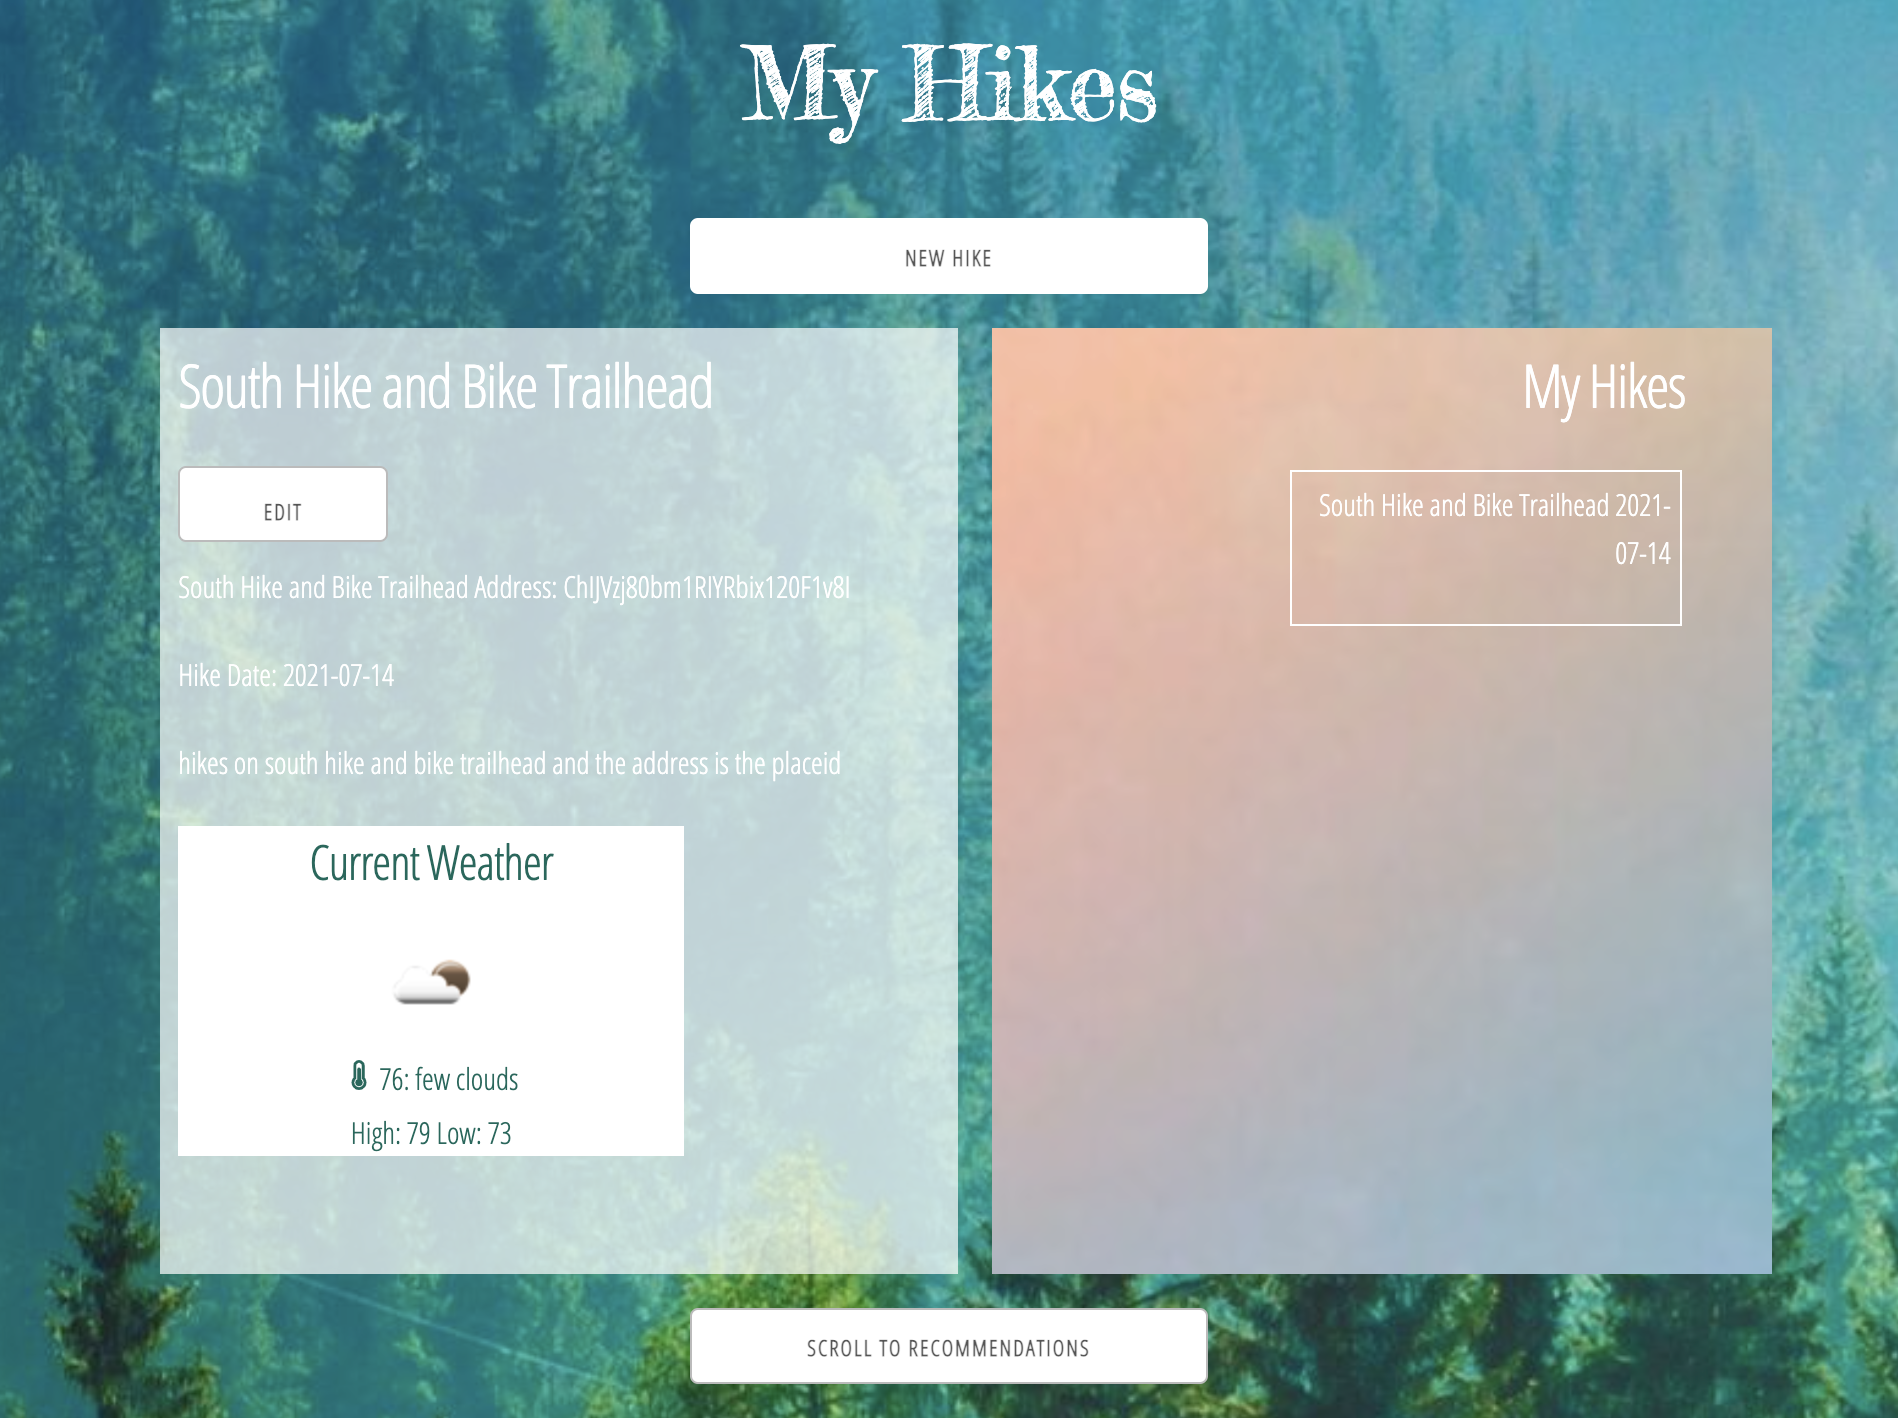 My Hikes
NEW HIKE
South Hike and Bike Trailhead
EDIT
South Hike and Bike Trailhead Address: ChIJVzj80bm1RIYRbix120F1v8I
Hike Date: 2021-07-14
hikes on south hike and bike trailhead and the address is the placeid
Current Weather
76: few clouds
High: 79 Low: 73
My Hikes
South Hike and Bike Trailhead 2021-
07-14
SCROLL TO RECOMMENDATIONS